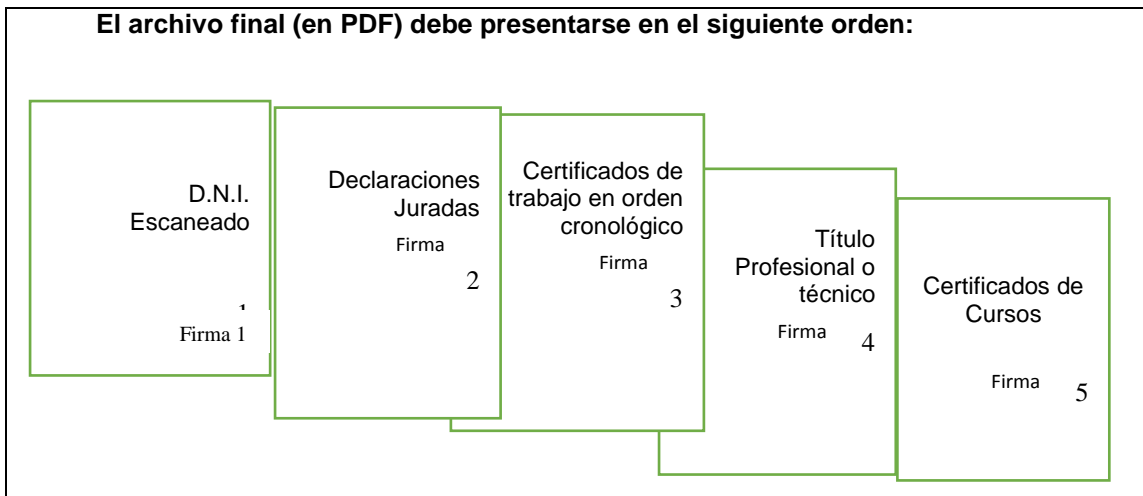 El archivo final (en PDF) debe presentarse en el siguiente orden:
D.N.I.
Escaneado
Firma 1
Declaraciones
Juradas
Firma
2
Certificados de
trabajo en orden
cronológico
Firma
3
Título
Profesional o
técnico
Firma
4
Certificados de
Cursos
Firma
5